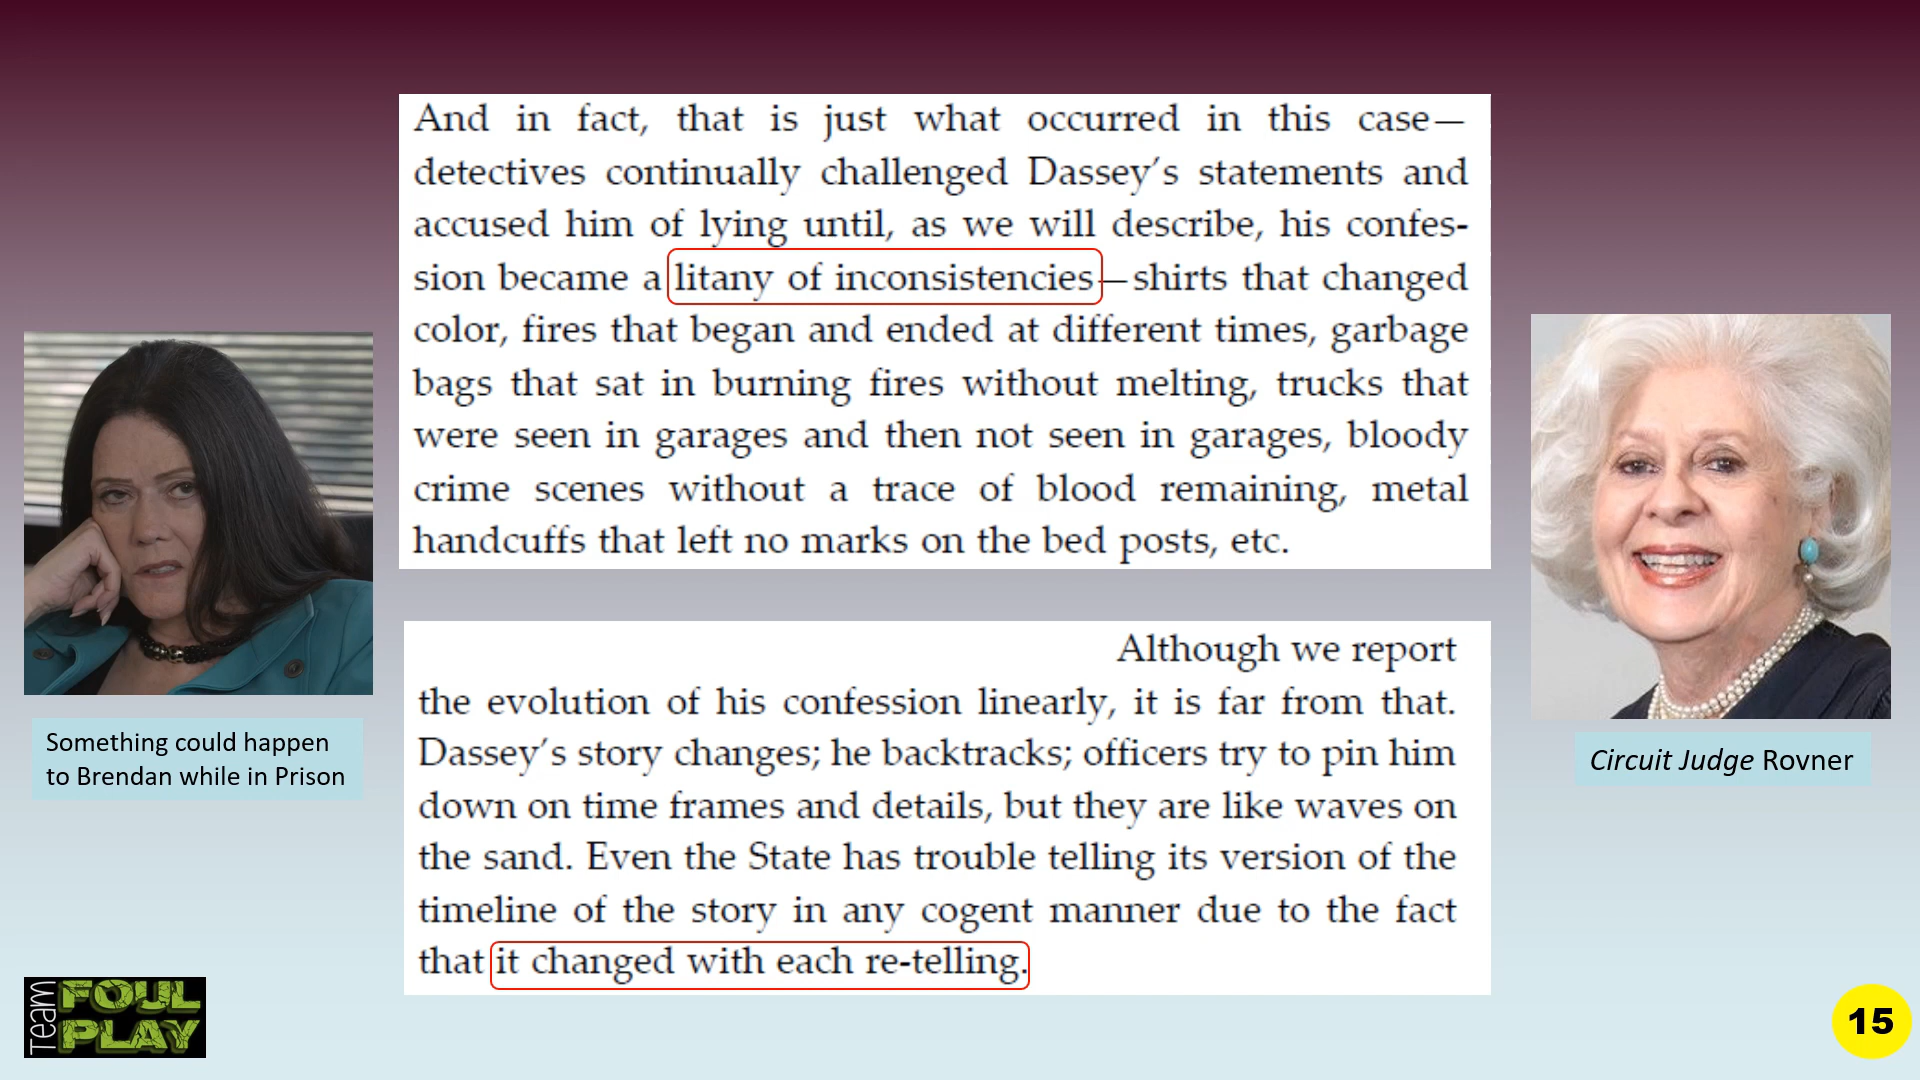 And in fact, that is just what occurred in this case—
detectives continually challenged Dassey’s statements and
accused him of lying until, as we will describe, his confes-
sion became a litany of inconsistencies—shirts that changed
color, fires that began and ended at different times, garbage
bags that sat in burning fires without melting, trucks that
were seen in garages and then not seen in garages, bloody
crime scenes without a trace of blood remaining, metal
handcuffs that left no marks on the bed posts, etc.
Although we report
the evolution of his confession linearly, it is far from that.
Dassey’s story changes; he backtracks; officers try to pin him
down on time frames and details, but they are like waves on
the sand. Even the State has trouble telling its version of the
timeline of the story in any cogent manner due to the fact
that it changed with each re-telling.
Something could happen
to Brendan while in Prison
Circuit Judge Rovner
Team
FOUL
PLAY
15